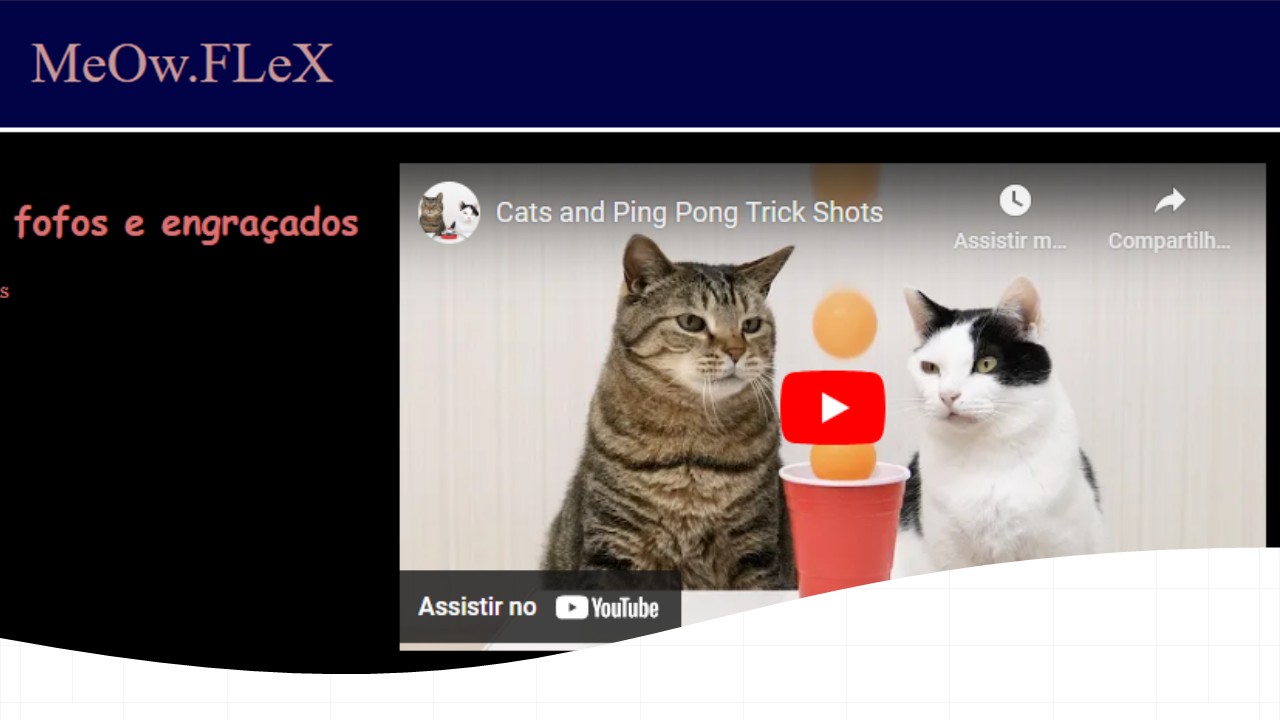 MeOw.FLeX
fofos e engraçados
s
Cats and Ping Pong Trick Shots
Assistir m...
Compartilh...
Assistir no YouTube